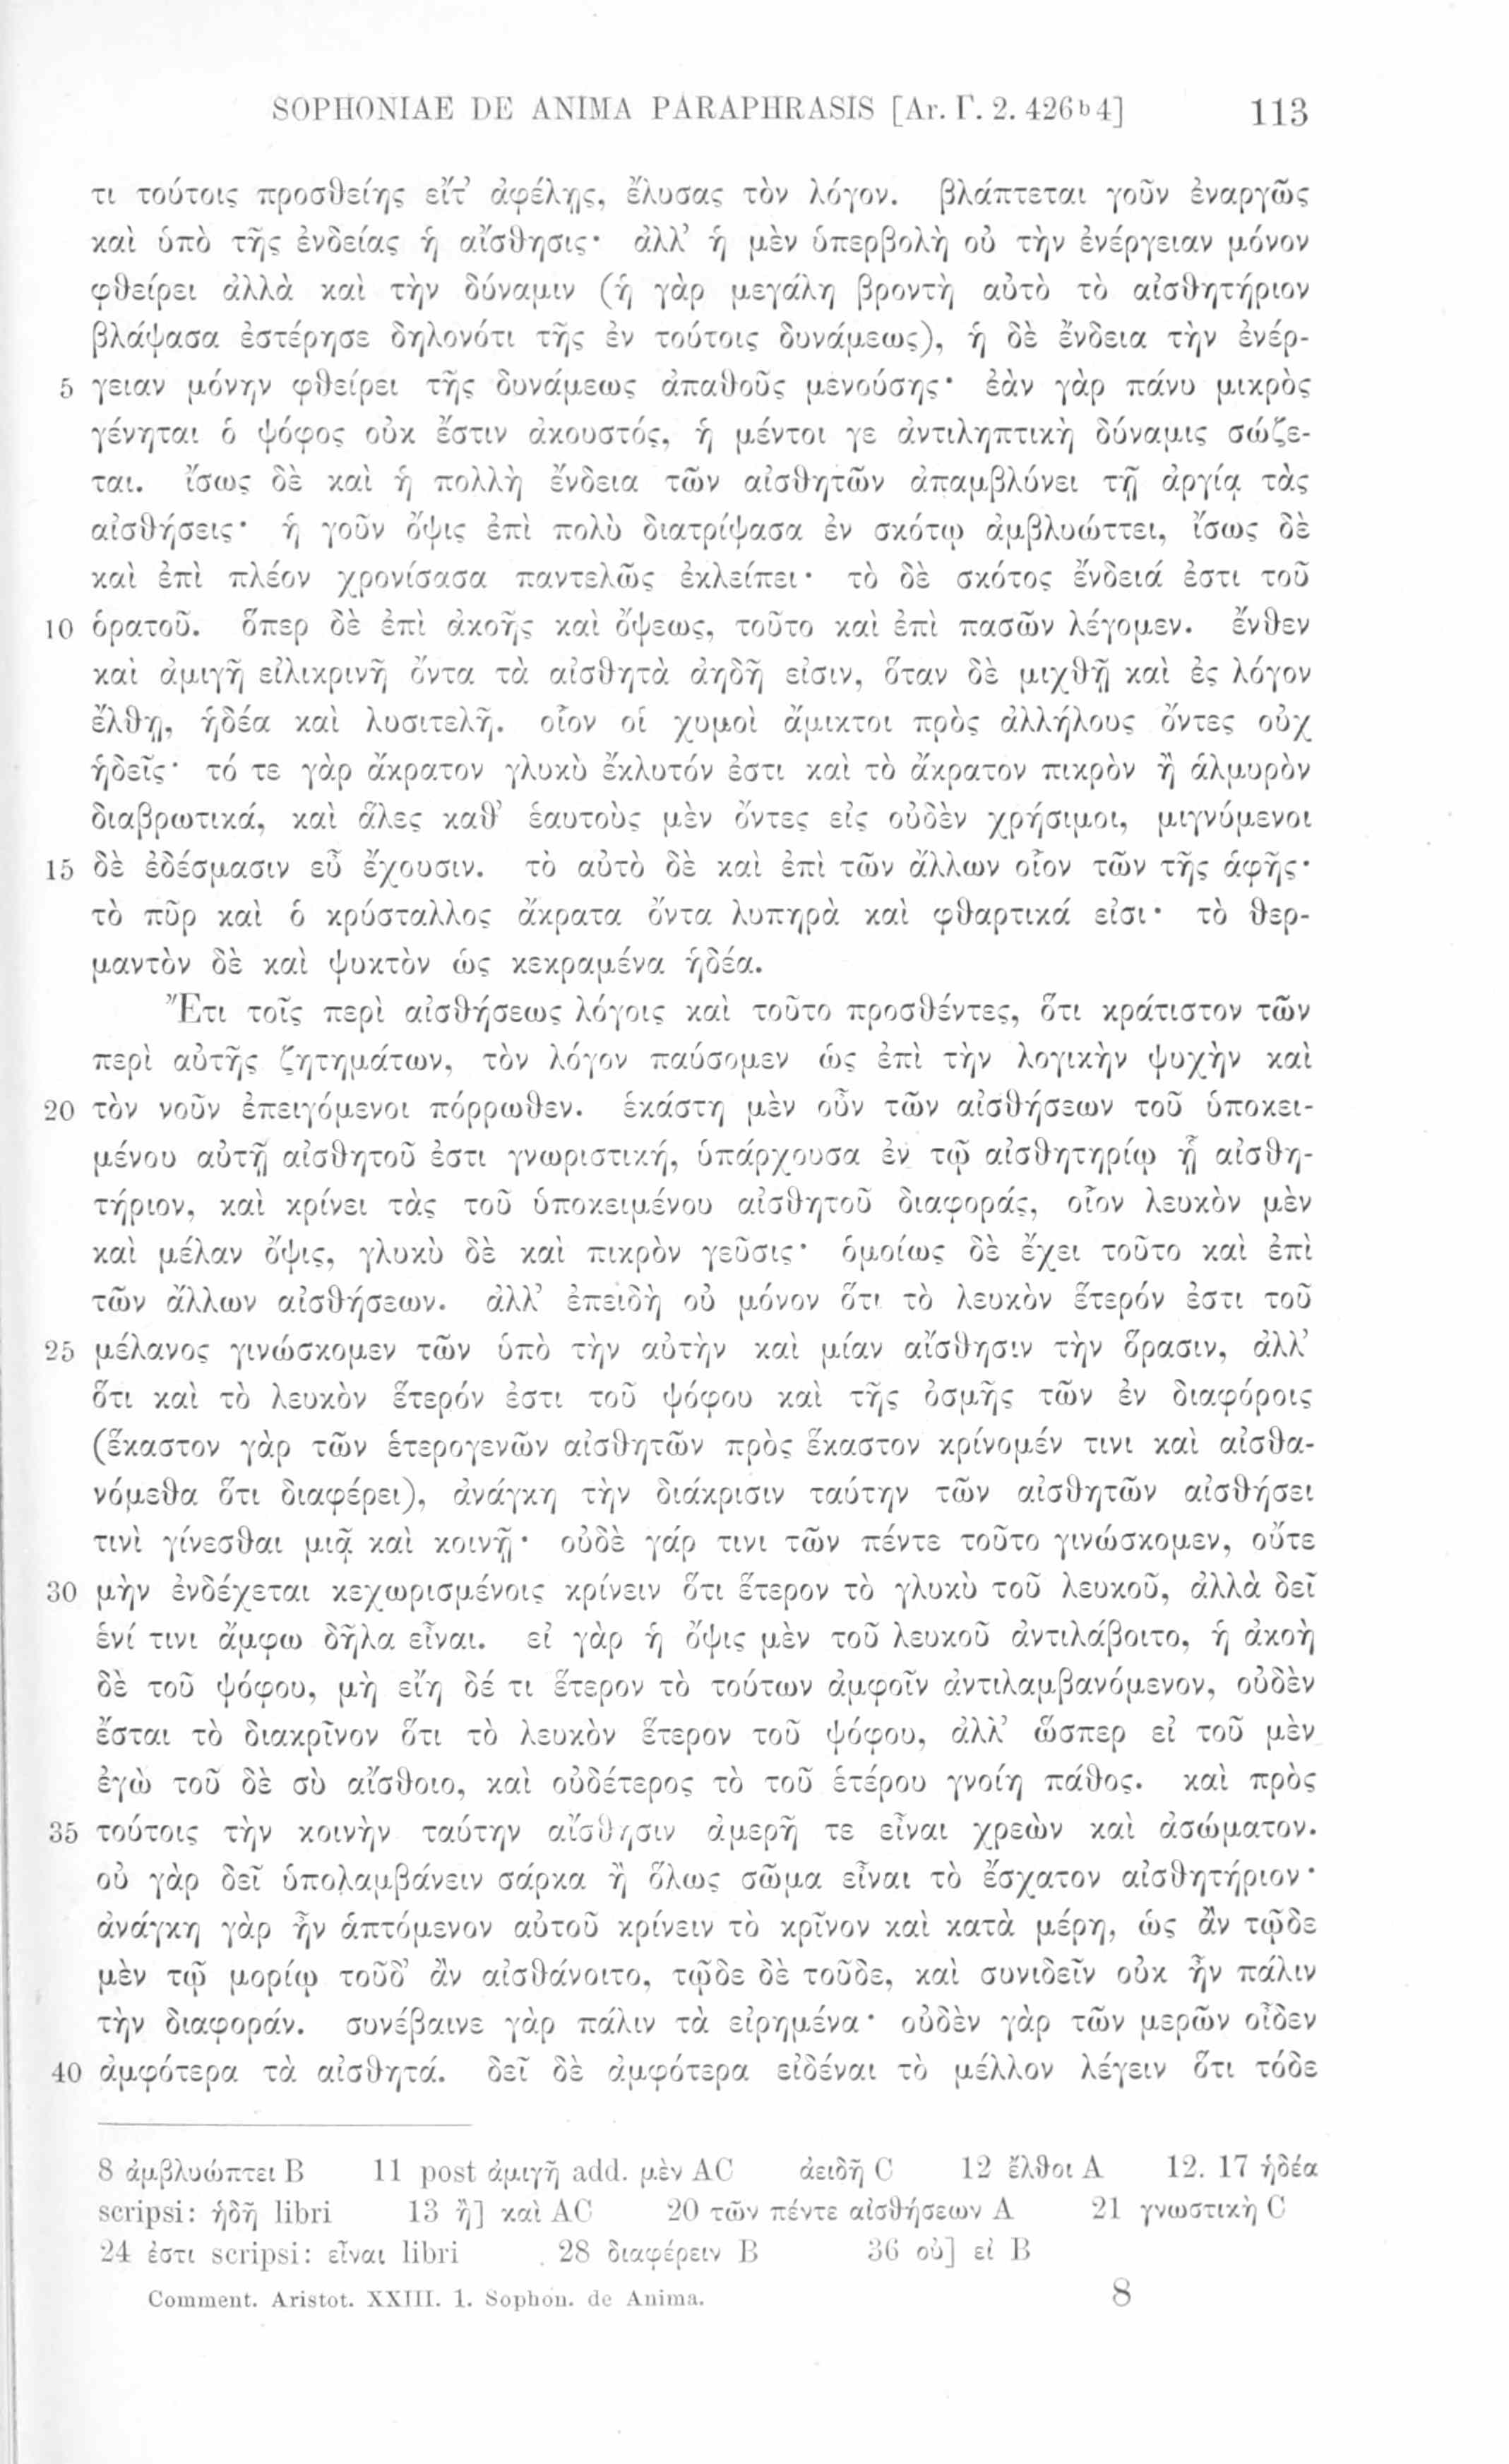 SOPHONIAE DE ANIMA PARAPHRASIS [Ar. Γ. 2. 426b4] 113
τι τούτοις προσθείης εἴτ’ ἀφέλῃς, ἔλυσας τὸν λόγον. βλάπτεται γοῦν ἐναργῶς
καὶ ὑπὸ τῆς ἐνδείας ἡ αἴσθησις· ἀλλ’ ἡ μὲν ὑπερβολὴ οὐ τὴν ἐνέργειαν μόνον
φθείρει ἀλλὰ καὶ τὴν δύναμιν (ἡ γὰρ μεγάλη βροντὴ αὐτὸ τὸ αἰσθητήριον
βλάψασα ἐστέρησε δηλονότι τῆς ἐν τούτοις δυνάμεως), ἡ δὲ ἔνδεια τὴν ἐνέρ-
5 γειαν μόνην φθείρει τῆς δυνάμεως ἀπαθοῦς μενούσης· ἐὰν γὰρ πάνυ μικρὸς
γένηται ὁ ψόφος οὐκ ἔστιν ἀκουστός, ἡ μέντοι γε ἀντιληπτικὴ δύναμις σώζε-
ται. ἴσως δὲ καὶ ἡ πολλὴ ἔνδεια τῶν αἰσθητῶν ἀπαμβλύνει τῇ ἀργίᾳ τὰς
αἰσθήσεις· ἡ γοῦν ὄψις ἐπὶ πολὺ διατρίψασα ἐν σκότῳ ἀμβλυώττει, ἴσως δὲ
καὶ ἐπὶ πλέον χρονίσασα παντελῶς ἐκλείπει· τὸ δὲ σκότος ἔνδειά ἐστι τοῦ
10 ὁρατοῦ. ὅπερ δὲ ἐπὶ ἀκοῆς καὶ ὄψεως, τοῦτο καὶ ἐπὶ πασῶν λέγομεν. ἔνθεν
καὶ ἀμιγῆ εἰλικρινῆ ὄντα τὰ αἰσθητὰ ἀηδῆ εἰσιν, ὅταν δὲ μιχθῇ καὶ ἐς λόγον
ἔλθῃ, ἡδέα καὶ λυσιτελῆ. οἷον οἱ χυμοὶ ἄμικτοι πρὸς ἀλλήλους ὄντες οὐχ
ἡδεῖς· τό τε γὰρ ἄκρατον γλυκὺ ἔκλυτόν ἐστι καὶ τὸ ἄκρατον πικρὸν ἢ ἁλμυρὸν
διαβρωτικά, καὶ ἅλες καθ’ ἑαυτοὺς μὲν ὄντες εἰς οὐδὲν χρήσιμοι, μιγνύμενοι
15 δὲ ἐδέσμασιν εὖ ἔχουσιν. τὸ αὐτὸ δὲ καὶ ἐπὶ τῶν ἄλλων οἷον τῶν τῆς ἁφῆς·
τὸ πῦρ καὶ ὁ κρύσταλλος ἄκρατα ὄντα λυπηρὰ καὶ φθαρτικά εἰσι· τὸ θερ-
μαντὸν δὲ καὶ ψυκτὸν ὡς κεκραμένα ἡδέα.
Ἔτι τοῖς περὶ αἰσθήσεως λόγοις καὶ τοῦτο προσθέντες, ὅτι κράτιστον τῶν
περὶ αὐτῆς ζητημάτων, τὸν λόγον παύσομεν ὡς ἐπὶ τὴν λογικὴν ψυχὴν καὶ
20 τὸν νοῦν ἐπειγόμενοι πόρρωθεν. ἑκάστη μὲν οὖν τῶν αἰσθήσεων τοῦ ὑποκει-
μένου αὐτῇ αἰσθητοῦ ἐστι γνωριστική, ὑπάρχουσα ἐν τῷ αἰσθητηρίῳ ᾗ αἰσθη-
τήριον, καὶ κρίνει τὰς τοῦ ὑποκειμένου αἰσθητοῦ διαφοράς, οἷον λευκὸν μὲν
καὶ μέλαν ὄψις, γλυκὺ δὲ καὶ πικρὸν γεῦσις· ὁμοίως δὲ ἔχει τοῦτο καὶ ἐπὶ
τῶν ἄλλων αἰσθήσεων. ἀλλ’ ἐπειδὴ οὐ μόνον ὅτι τὸ λευκὸν ἕτερόν ἐστι τοῦ
25 μέλανος γινώσκομεν τῶν ὑπὸ τὴν αὐτὴν καὶ μίαν αἴσθησιν τὴν ὅρασιν, ἀλλ’
ὅτι καὶ τὸ λευκὸν ἕτερόν ἐστι τοῦ ψόφου καὶ τῆς ὀσμῆς τῶν ἐν διαφόροις
(ἕκαστον γὰρ τῶν ἑτερογενῶν αἰσθητῶν πρὸς ἕκαστον κρίνομέν τινι καὶ αἰσθα-
νόμεθα ὅτι διαφέρει), ἀνάγκη τὴν διάκρισιν ταύτην τῶν αἰσθητῶν αἰσθήσει
τινὶ γίνεσθαι μιᾷ καὶ κοινῇ· οὐδὲ γάρ τινι τῶν πέντε τοῦτο γινώσκομεν, οὔτε
30 μὴν ἐνδέχεται κεχωρισμένοις κρίνειν ὅτι ἕτερον τὸ γλυκὺ τοῦ λευκοῦ, ἀλλὰ δεῖ
ἑνί τινι ἄμφω δῆλα εἶναι. εἰ γὰρ ἡ ὄψις μὲν τοῦ λευκοῦ ἀντιλάβοιτο, ἡ ἀκοὴ
δὲ τοῦ ψόφου, μὴ εἴη δέ τι ἕτερον τὸ τούτων ἀμφοῖν ἀντιλαμβανόμενον, οὐδὲν
ἔσται τὸ διακρῖνον ὅτι τὸ λευκὸν ἕτερον τοῦ ψόφου, ἀλλ’ ὥσπερ εἰ τοῦ μὲν
ἐγὼ τοῦ δὲ σὺ αἴσθοιο, καὶ οὐδέτερος τὸ τοῦ ἑτέρου γνοίη πάθος. καὶ πρὸς
35 τούτοις τὴν κοινὴν ταύτην αἴσθησιν ἀμερῆ τε εἶναι χρεὼν καὶ ἀσώματον.
οὐ γὰρ δεῖ ὑπολαμβάνειν σάρκα ἢ ὅλως σῶμα εἶναι τὸ ἔσχατον αἰσθητήριον·
ἀνάγκη γὰρ ἦν ἁπτόμενον αὐτοῦ κρίνειν τὸ κρῖνον καὶ κατὰ μέρη, ὡς ἂν τῷδε
μὲν τῷ μορίῳ τοῦδ’ ἂν αἰσθάνοιτο, τῷδε δὲ τοῦδε, καὶ συνιδεῖν οὐκ ἦν πάλιν
τὴν διαφοράν. συνέβαινε γὰρ πάλιν τὰ εἰρημένα· οὐδὲν γὰρ τῶν μερῶν οἶδεν
40 ἀμφότερα τὰ αἰσθητά. δεῖ δὲ ἀμφότερα εἰδέναι τὸ μέλλον λέγειν ὅτι τόδε
8 ἀμβλυώπτει B 11 post ἀμιγῆ add. μὲν AC ἀειδῆ C 12 ἔλθοι A 12. 17 ἡδέα
scripsi: ἡδῆ libri 13 ἢ] καὶ AC 20 τῶν πέντε αἰσθήσεων A 21 γνωστικὴ C
24 ἐστι scripsi: εἶναι libri 28 διαφέρειν B 36 οὐ] εἰ B
Comment. Aristot. XXIII. 1. Sophon. de Anima. 8